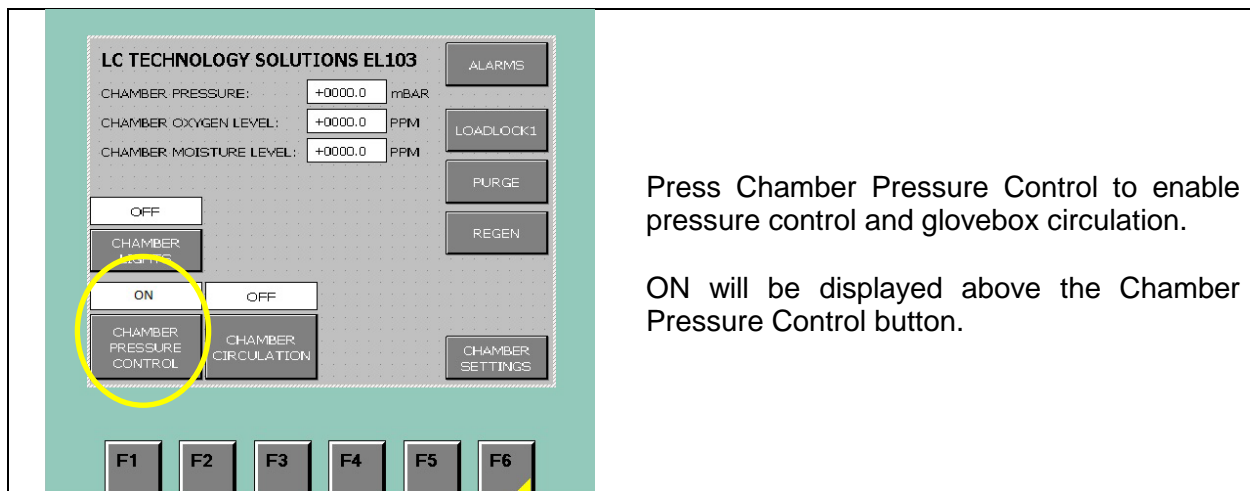 LC TECHNOLOGY SOLUTIONS EL103
ALARMS
CHAMBER PRESSURE: +0000.0 mBAR
CHAMBER OXYGEN LEVEL: +0000.0 PPM
LOADLOCK1
CHAMBER MOISTURE LEVEL: +0000.0 PPM
PURGE
OFF
REGEN
CHAMBER
LIGHTS
ON OFF
CHAMBER
PRESSURE
CONTROL
CHAMBER
CIRCULATION
CHAMBER
SETTINGS
F1 F2 F3 F4 F5 F6
Press Chamber Pressure Control to enable
pressure control and glovebox circulation.
ON will be displayed above the Chamber
Pressure Control button.